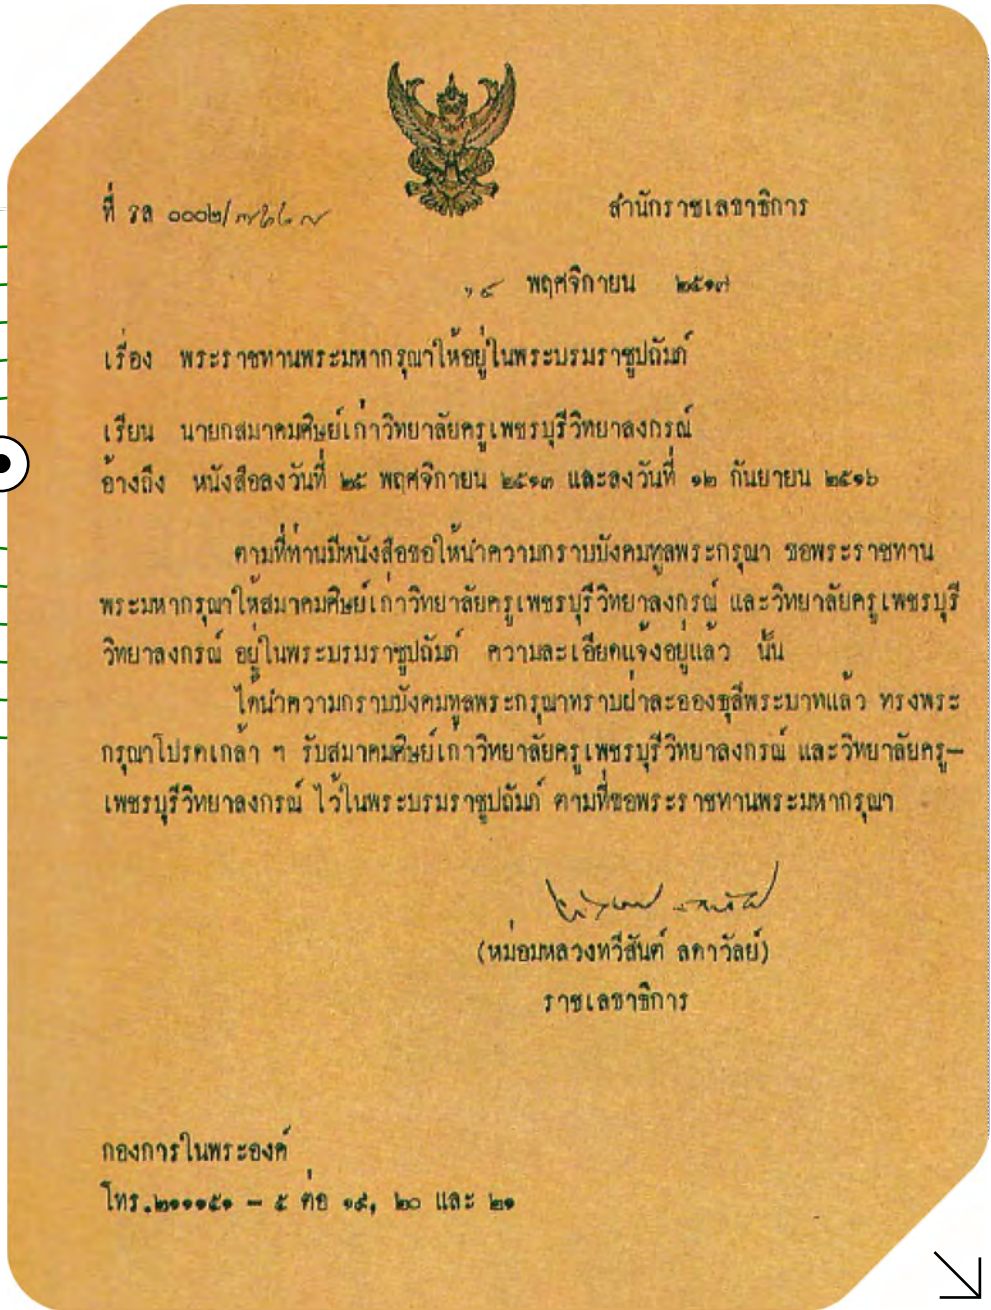 ที่ รล ๐๐๐๒/
สำนักราชเลขาธิการ
พฤศจิกายน ๒๕๑๗
เรื่อง พระราชทานพระมหากรุณาให้อยู่ในพระบรมราชูปถัมภ์
เรียน นายกสมาคมศิษย์เก่าวิทยาลัยครูเพชรบุรีวิทยาลงกรณ์
อ้างถึง หนังสือลงวันที่ ๒๕ พฤศจิกายน ๒๕๑๓ และลงวันที่ ๑๒ กันยายน ๒๕๑๖
ตามที่ท่านมีหนังสือขอให้นำความกราบบังคมทูลพระกรุณา ขอพระราชทาน
พระมหากรุณาให้สมาคมศิษย์เก่าวิทยาลัยครูเพชรบุรีวิทยาลงกรณ์ และวิทยาลัยครูเพชรบุรี
วิทยาลงกรณ์ อยู่ในพระบรมราชูปถัมภ์ ความละเอียดแจ้งอยู่แล้ว นั้น
ได้นำความกราบบังคมทูลพระกรุณาทราบฝ่าละอองธุลีพระบาทแล้ว ทรงพระ
กรุณาโปรดเกล้า ฯ รับสมาคมศิษย์เก่าวิทยาลัยครูเพชรบุรีวิทยาลงกรณ์ และวิทยาลัยครู-
เพชรบุรีวิทยาลงกรณ์ ไว้ในพระบรมราชูปถัมภ์ ตามที่ขอพระราชทานพระมหากรุณา
(หม่อมหลวงทวีสันต์ ลดาวัลย์)
ราชเลขาธิการ
กองการในพระองค์
โทร.๒๑๑๑๕๑ - ๕ ต่อ ๑๙, ๒๐ และ ๒๑